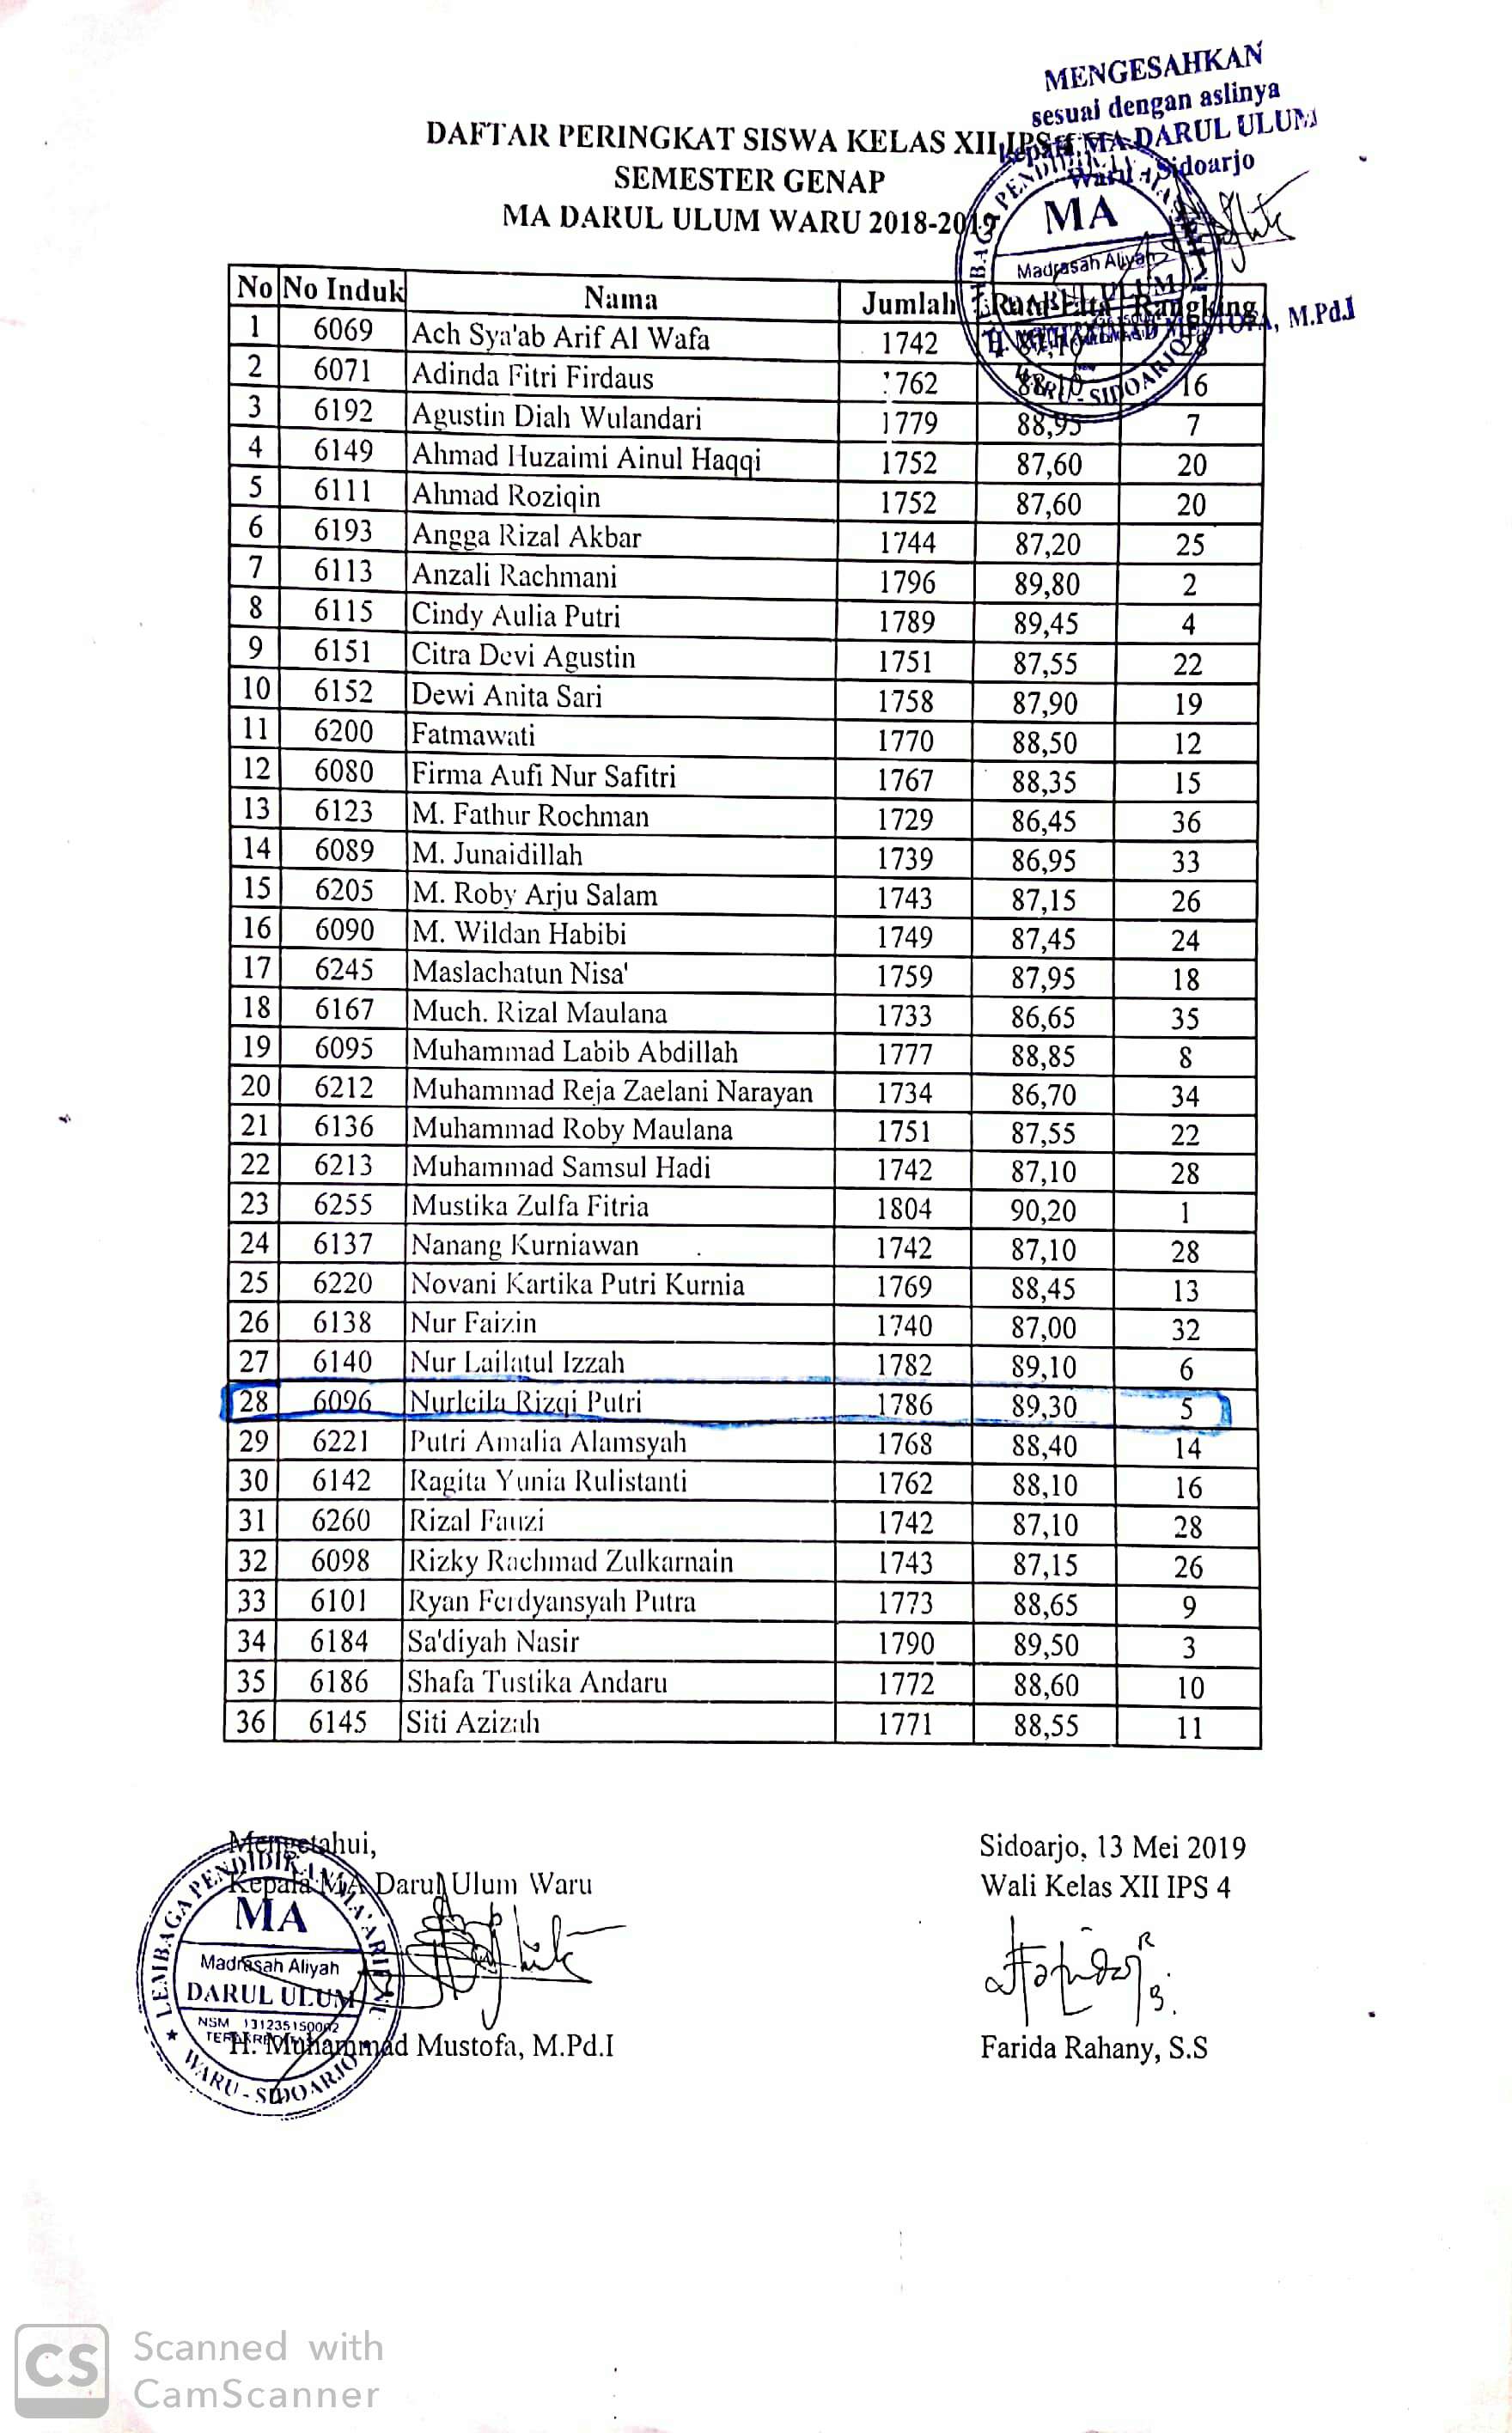 MENGESAHKAN
sesuai dengan aslinya
Kepala MA DARUL ULUM
Waru - Sidoarjo
DAFTAR PERINGKAT SISWA KELAS XII IPS 4
SEMESTER GENAP
MA DARUL ULUM WARU 2018-2019
MA
Madrasah Aliyah
DARUL ULUM
WARU - SIDOARJO
H. MUHAMMAD MUSTOFA, M.Pd.I
No No Induk Nama Jumlah Rata-Rata Rangking
1 6069 Ach Sya'ab Arif Al Wafa 1742 87,10 28
2 6071 Adinda Fitri Firdaus 1762 88,10 16
3 6192 Agustin Diah Wulandari 1779 88,95 7
4 6149 Ahmad Huzaimi Ainul Haqqi 1752 87,60 20
5 6111 Ahmad Roziqin 1752 87,60 20
6 6193 Angga Rizal Akbar 1744 87,20 25
7 6113 Anzali Rachmani 1796 89,80 2
8 6115 Cindy Aulia Putri 1789 89,45 4
9 6151 Citra Devi Agustin 1751 87,55 22
10 6152 Dewi Anita Sari 1758 87,90 19
11 6200 Fatmawati 1770 88,50 12
12 6080 Firma Aufi Nur Safitri 1767 88,35 15
13 6123 M. Fathur Rochman 1729 86,45 36
14 6089 M. Junaidillah 1739 86,95 33
15 6205 M. Roby Arju Salam 1743 87,15 26
16 6090 M. Wildan Habibi 1749 87,45 24
17 6245 Maslachatun Nisa' 1759 87,95 18
18 6167 Much. Rizal Maulana 1733 86,65 35
19 6095 Muhammad Labib Abdillah 1777 88,85 8
20 6212 Muhammad Reja Zaelani Narayan 1734 86,70 34
21 6136 Muhammad Roby Maulana 1751 87,55 22
22 6213 Muhammad Samsul Hadi 1742 87,10 28
23 6255 Mustika Zulfa Fitria 1804 90,20 1
24 6137 Nanang Kurniawan 1742 87,10 28
25 6220 Novani Kartika Putri Kurnia 1769 88,45 13
26 6138 Nur Faizin 1740 87,00 32
27 6140 Nur Lailatul Izzah 1782 89,10 6
28 6096 Nurleila Rizqi Putri 1786 89,30 5
29 6221 Putri Amalia Alamsyah 1768 88,40 14
30 6142 Ragita Yunia Rulistanti 1762 88,10 16
31 6260 Rizal Fauzi 1742 87,10 28
32 6098 Rizky Rachmad Zulkarnain 1743 87,15 26
33 6101 Ryan Ferdyansyah Putra 1773 88,65 9
34 6184 Sa'diyah Nasir 1790 89,50 3
35 6186 Shafa Tustika Andaru 1772 88,60 10
36 6145 Siti Azizah 1771 88,55 11
Mengetahui,
Kepala MA Darul Ulum Waru
Sidoarjo, 13 Mei 2019
Wali Kelas XII IPS 4
LEMBAGA PENDIDIKAN MA'ARIF NU
MA
Madrasah Aliyah
DARUL ULUM
NSM 131235150002
WARU - SIDOARJO
H. Muhammad Mustofa, M.Pd.I
Farida Rahany, S.S
CS Scanned with
CamScanner